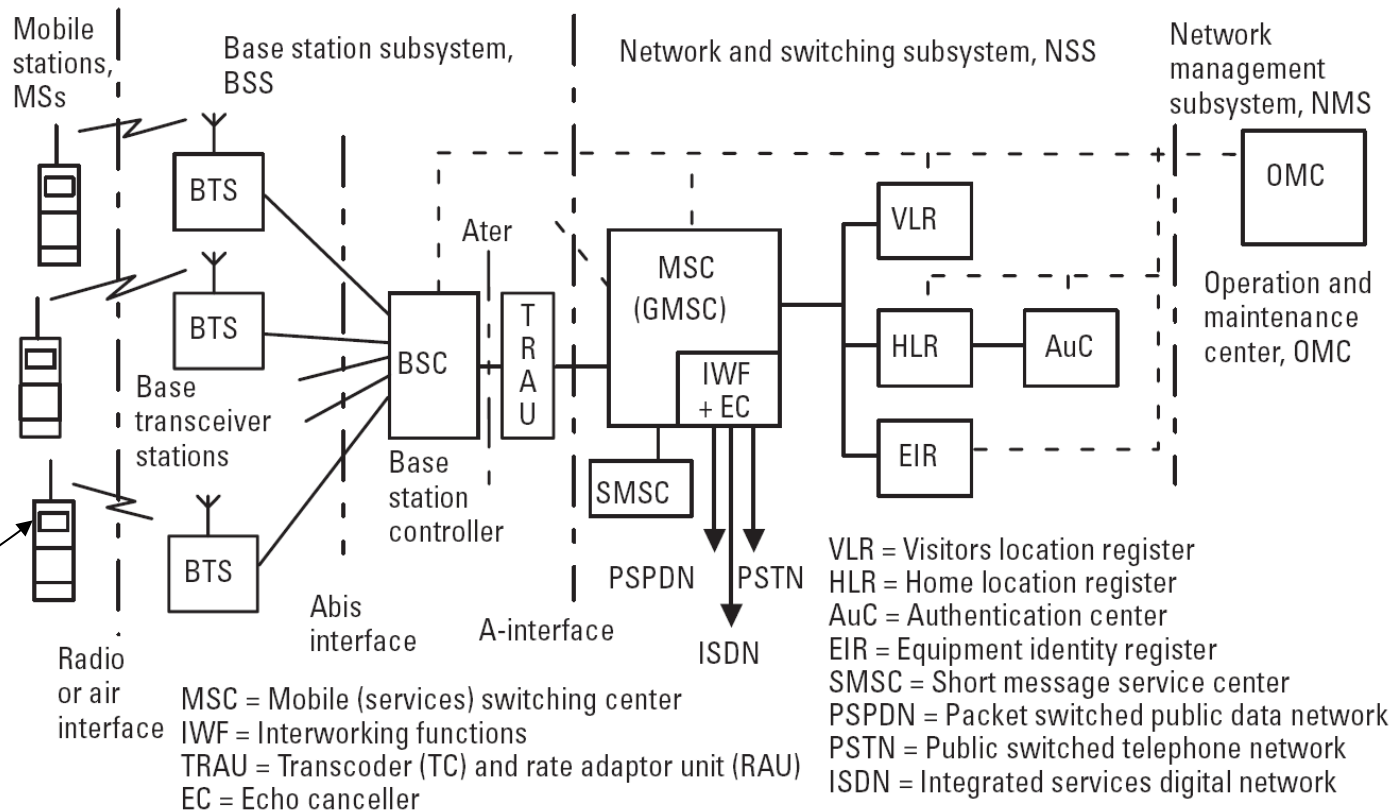 Mobile
stations,
MSs
Base station subsystem,
BSS
Network and switching subsystem, NSS
Network
management
subsystem, NMS
BTS
BTS
BTS
Base
transceiver
stations
Ater
BSC
T
R
A
U
Base
station
controller
MSC
(GMSC)
IWF
+ EC
SMSC
VLR
HLR
AuC
EIR
OMC
Operation and
maintenance
center, OMC
PSPDN
PSTN
ISDN
Radio
or air
interface
Abis
interface
A-interface
MSC = Mobile (services) switching center
IWF = Interworking functions
TRAU = Transcoder (TC) and rate adaptor unit (RAU)
EC = Echo canceller
VLR = Visitors location register
HLR = Home location register
AuC = Authentication center
EIR = Equipment identity register
SMSC = Short message service center
PSPDN = Packet switched public data network
PSTN = Public switched telephone network
ISDN = Integrated services digital network